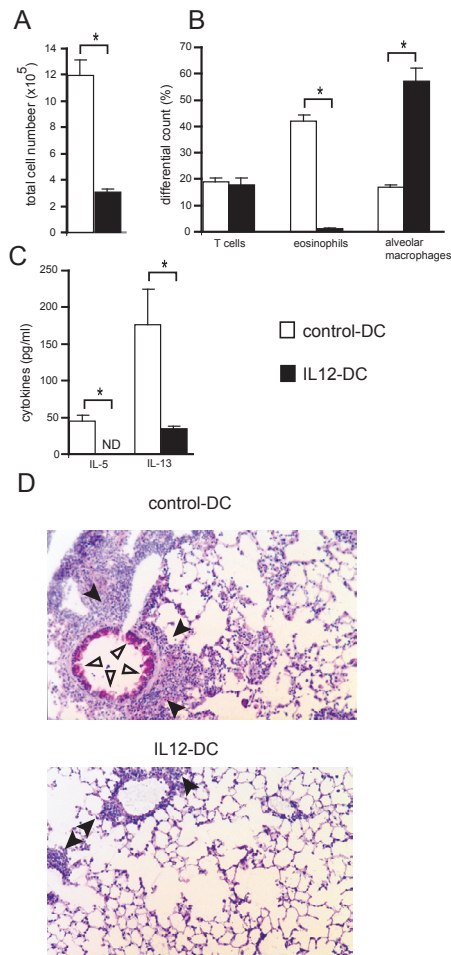 A
total cell numbeer (x10⁵)
14
12
10
8
6
4
2
0
*
B
differential count (%)
70
60
50
40
30
20
10
0
*
*
T cells
eosinophils
alveolar
macrophages
C
cytokines (pg/ml)
250
200
150
100
50
0
*
ND
*
IL-5
IL-13
control-DC
IL12-DC
D
control-DC
IL12-DC